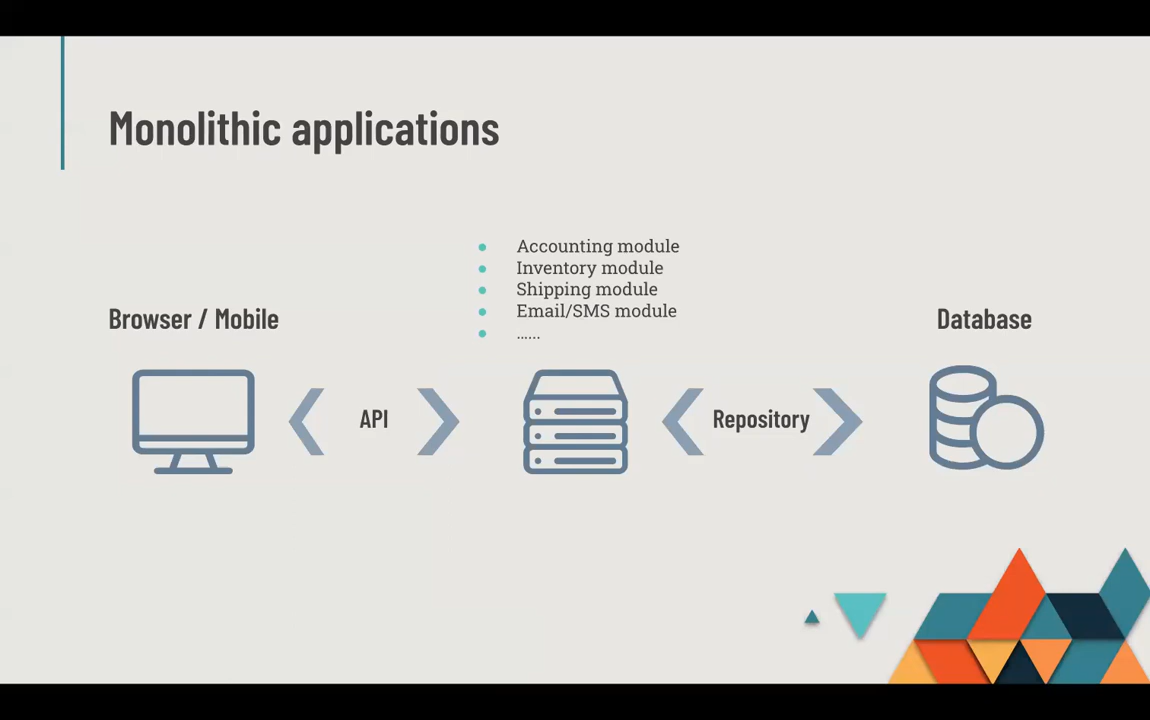 Monolithic applications
Accounting module
Inventory module
Shipping module
Email/SMS module
......
Browser / Mobile
Database
API
Repository